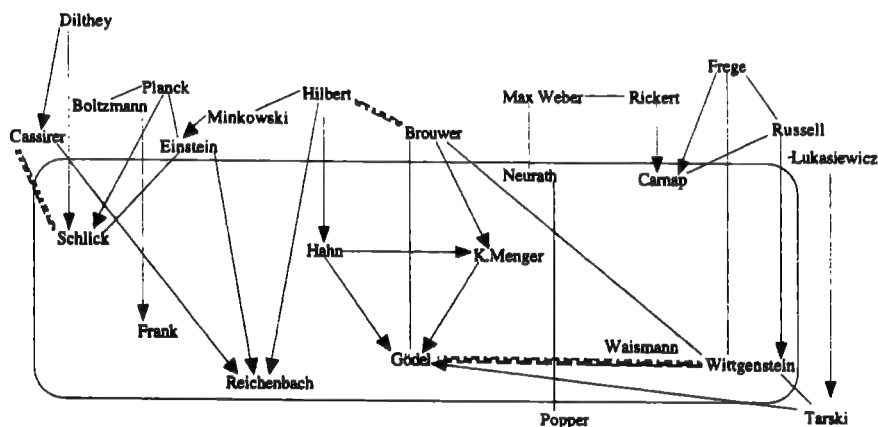 Dilthey
Frege
Planck
Hilbert
Boltzmann
Max Weber
Rickert
Minkowski
Cassirer
Einstein
Brouwer
Russell
-Lukasiewicz
Neurath
Carnap
Schlick
Hahn
K.Menger
Frank
Waismann
Gödel
Wittgenstein
Reichenbach
Popper
Tarski